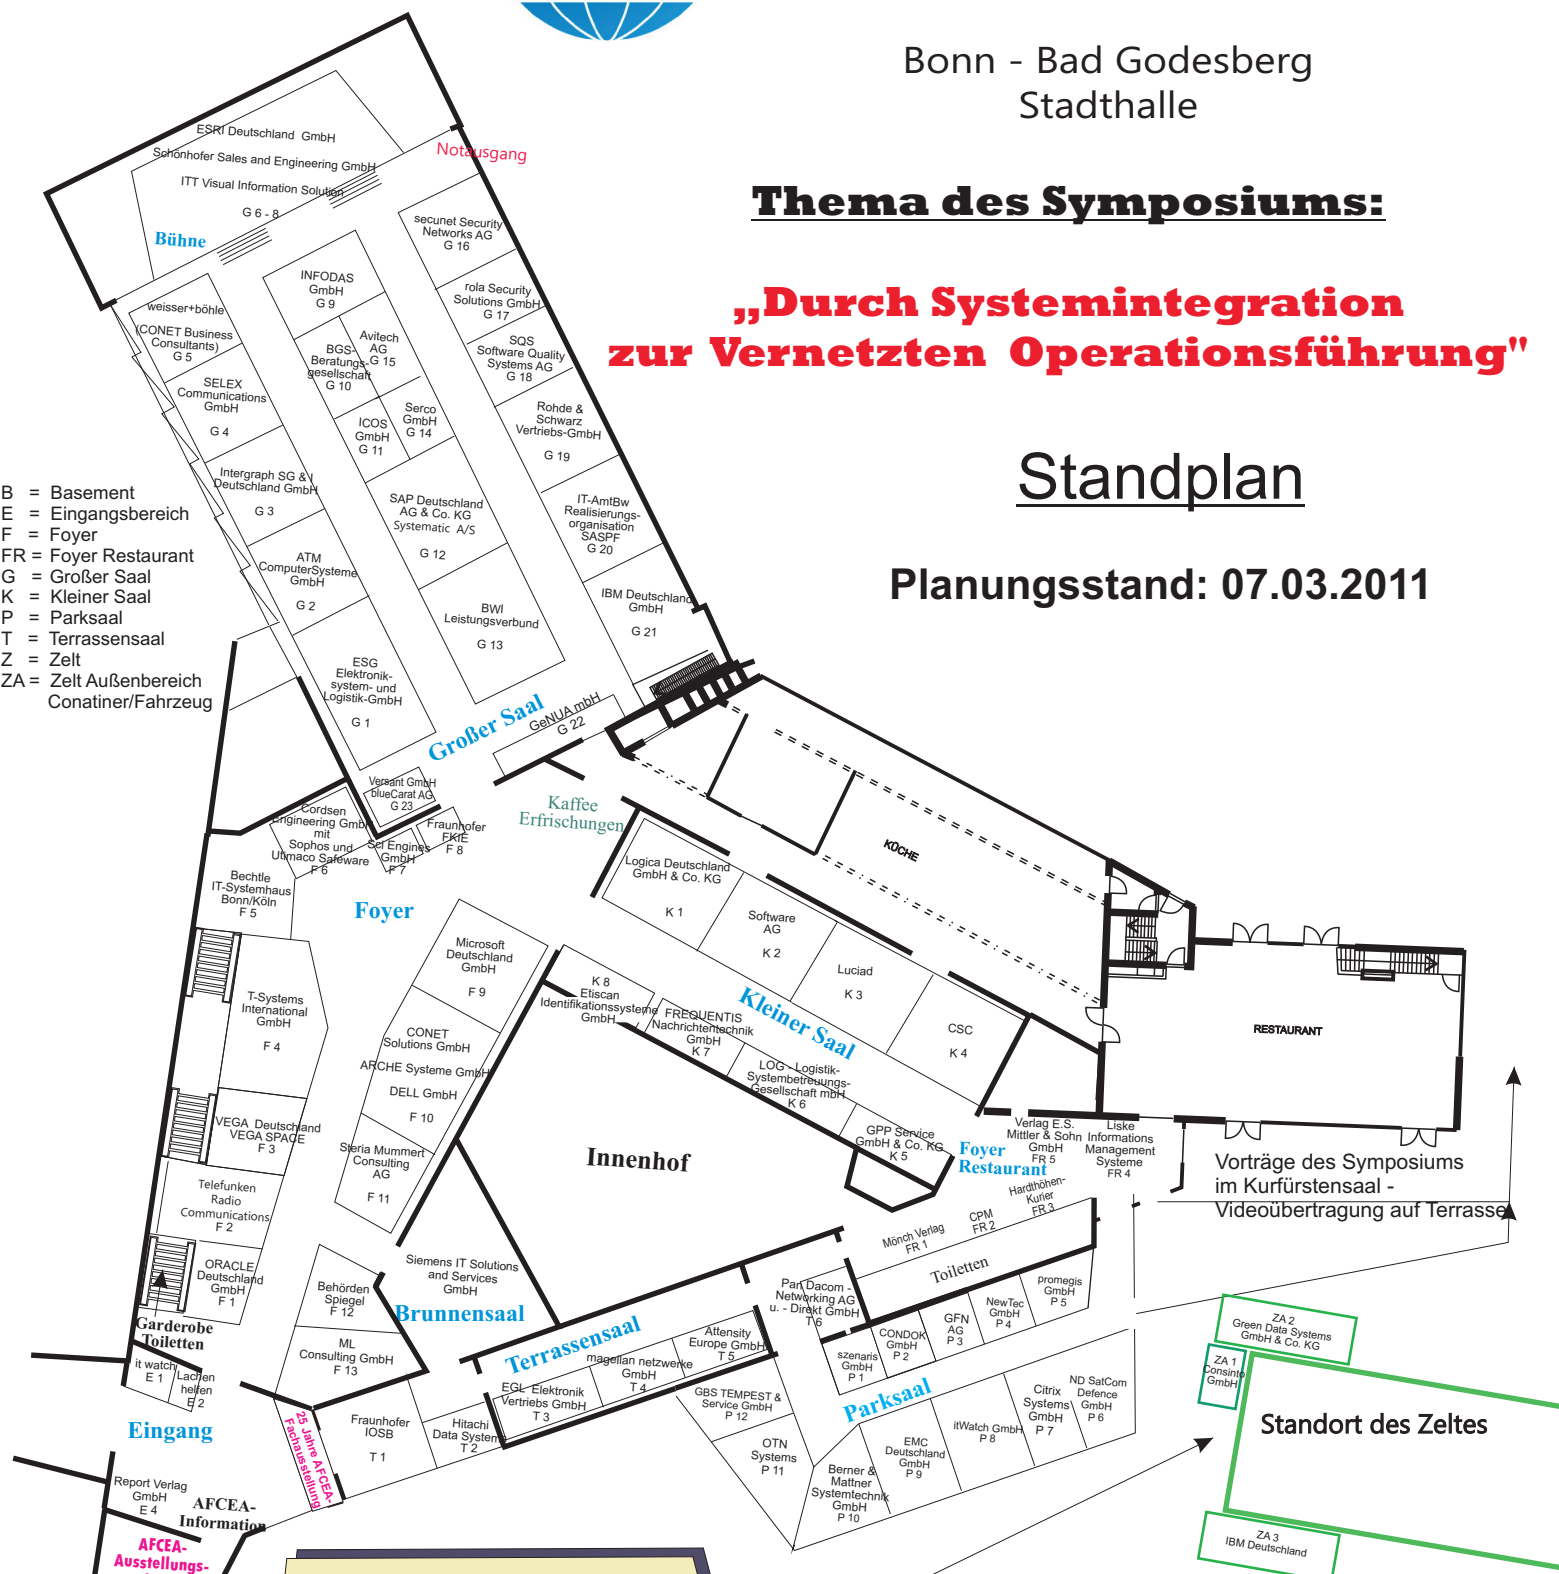 Bonn - Bad Godesberg
Stadthalle
Thema des Symposiums:
„Durch Systemintegration
zur Vernetzten Operationsführung"
Standplan
Planungsstand: 07.03.2011
B = Basement
E = Eingangsbereich
F = Foyer
FR = Foyer Restaurant
G = Großer Saal
K = Kleiner Saal
P = Parksaal
T = Terrassensaal
Z = Zelt
ZA = Zelt Außenbereich
Conatiner/Fahrzeug
ESRI Deutschland GmbH
Schönhofer Sales and Engineering GmbH
ITT Visual Information Solution
G 6 - 8
Notausgang
Bühne
secunet Security
Networks AG
G 16
rola Security
Solutions GmbH
G 17
SQS
Software Quality
Systems AG
G 18
Rohde &
Schwarz
Vertriebs-GmbH
G 19
IT-AmtBw
Realisierungs-
organisation
SASPF
G 20
IBM Deutschland
GmbH
G 21
INFODAS
GmbH
G 9
Avitech
AG
G 15
BGS-
Beratungs-
gesellschaft
G 10
Serco
GmbH
G 14
ICOS
GmbH
G 11
SAP Deutschland
AG & Co. KG
Systematic A/S
G 12
BWI
Leistungsverbund
G 13
weisser+böhle
(CONET Business
Consultants)
G 5
SELEX
Communications
GmbH
G 4
Intergraph SG & I
Deutschland GmbH
G 3
ATM
ComputerSysteme
GmbH
G 2
ESG
Elektronik-
system- und
Logistik-GmbH
G 1
Großer Saal
GeNUA mbH
G 22
Versant GmbH
blueCarat AG
G 23
Kaffee
Erfrischungen
Cordsen
Engineering GmbH
mit
Sophos und
Utimaco Safeware
F 6
Sci Engines
GmbH
F 7
Fraunhofer
FKIE
F 8
Bechtle
IT-Systemhaus
Bonn/Köln
F 5
Foyer
T-Systems
International
GmbH
F 4
VEGA Deutschland
VEGA SPACE
F 3
Telefunken
Radio
Communications
F 2
ORACLE
Deutschland
GmbH
F 1
Microsoft
Deutschland
GmbH
F 9
CONET
Solutions GmbH
ARCHE Systeme GmbH
DELL GmbH
F 10
Steria Mummert
Consulting
AG
F 11
Behörden
Spiegel
F 12
ML
Consulting GmbH
F 13
Logica Deutschland
GmbH & Co. KG
K 1
Software
AG
K 2
Luciad
K 3
CSC
K 4
Kleiner Saal
K 8
Etiscan
Identifikationssysteme
GmbH
FREQUENTIS
Nachrichtentechnik
GmbH
K 7
LOG - Logistik-
Systembetreuungs-
Gesellschaft mbH
K 6
GPP Service
GmbH & Co. KG
K 5
KÜCHE
RESTAURANT
Innenhof
Foyer
Restaurant
Verlag E.S.
Mittler & Sohn
GmbH
FR 5
Liske
Informations
Management
Systeme
FR 4
Hardthöhen-
Kurier
FR 3
CPM
FR 2
Mönch Verlag
FR 1
Toiletten
Vorträge des Symposiums
im Kurfürstensaal -
Videoübertragung auf Terrasse
Siemens IT Solutions
and Services
GmbH
Brunnensaal
Terrassensaal
Pan Dacom -
Networking AG
u. - Direkt GmbH
T 6
Attensity
Europe GmbH
T 5
magellan netzwerke
GmbH
T 4
EGL Elektronik
Vertriebs GmbH
T 3
Hitachi
Data Systems
T 2
Fraunhofer
IOSB
T 1
szenaris
GmbH
P 1
CONDOK
GmbH
P 2
GFN
AG
P 3
NewTec
GmbH
P 4
promegis
GmbH
P 5
Parksaal
ND SatCom
Defence
GmbH
P 6
Citrix
Systems
GmbH
P 7
itWatch GmbH
P 8
EMC
Deutschland
GmbH
P 9
Berner &
Mattner
Systemtechnik
GmbH
P 10
OTN
Systems
P 11
GBS TEMPEST &
Service GmbH
P 12
Garderobe
Toiletten
it watch
E 1
Lachen
helfen
E 2
Eingang
25 Jahre AFCEA-
Fachausstellung
Report Verlag
GmbH
E 4
AFCEA-
Information
AFCEA-
Ausstellungs-
ZA 2
Green Data Systems
GmbH & Co. KG
ZA 1
Consinto
GmbH
Standort des Zeltes
ZA 3
IBM Deutschland